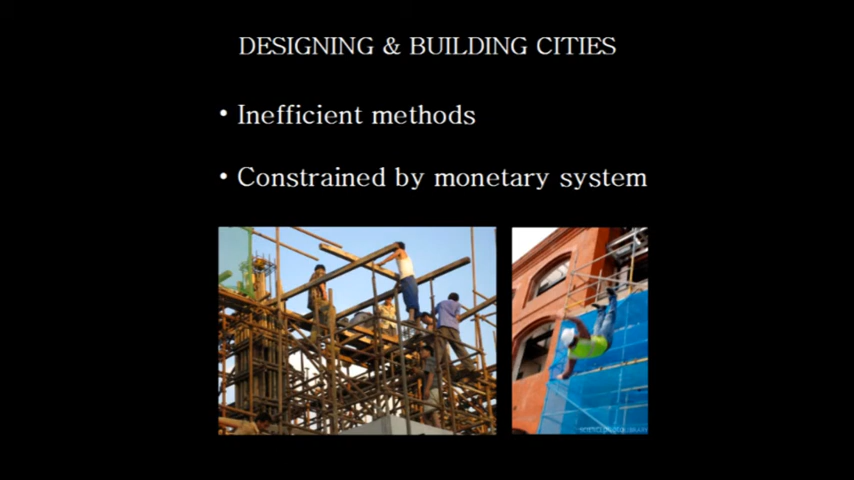 DESIGNING & BUILDING CITIES
• Inefficient methods
• Constrained by monetary system